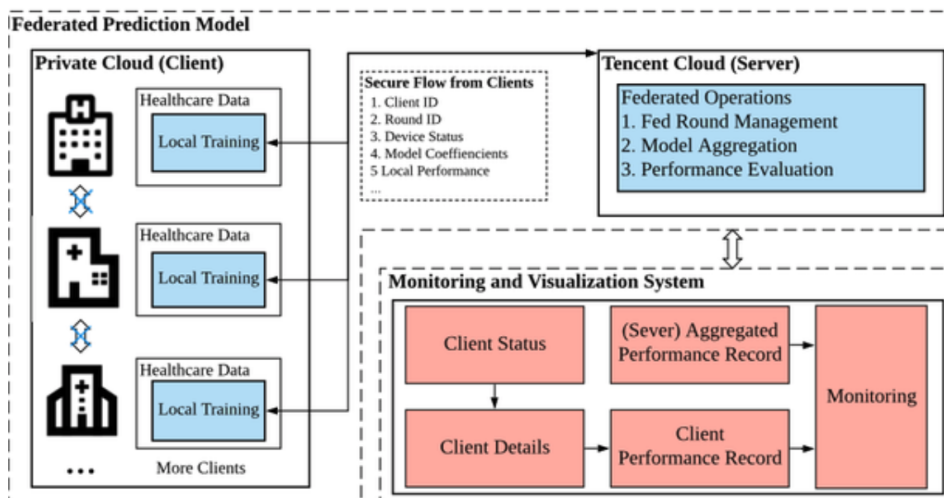 Federated Prediction Model
Private Cloud (Client)
Healthcare Data
Local Training
Healthcare Data
Local Training
Healthcare Data
Local Training
...
More Clients
Secure Flow from Clients
1. Client ID
2. Round ID
3. Device Status
4. Model Coeffiencients
5 Local Performance
...
Tencent Cloud (Server)
Federated Operations
1. Fed Round Management
2. Model Aggregation
3. Performance Evaluation
Monitoring and Visualization System
Client Status
(Sever) Aggregated
Performance Record
Client Details
Client
Performance Record
Monitoring